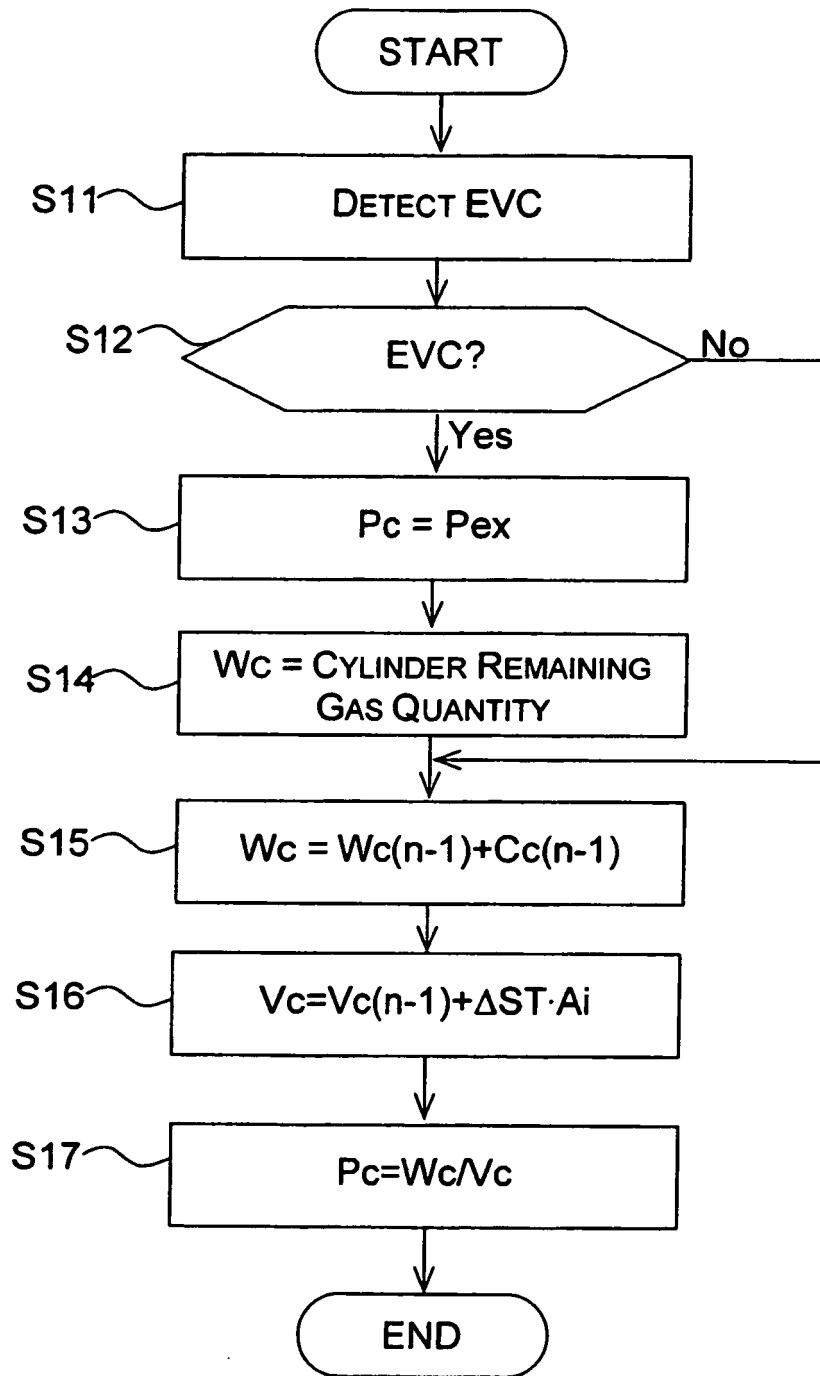 START
S11
DETECT EVC
S12
EVC?
No
Yes
S13
Pc = Pex
S14
Wc = CYLINDER REMAINING
GAS QUANTITY
S15
Wc = Wc(n-1)+Cc(n-1)
S16
Vc=Vc(n-1)+ΔST·Ai
S17
Pc=Wc/Vc
END